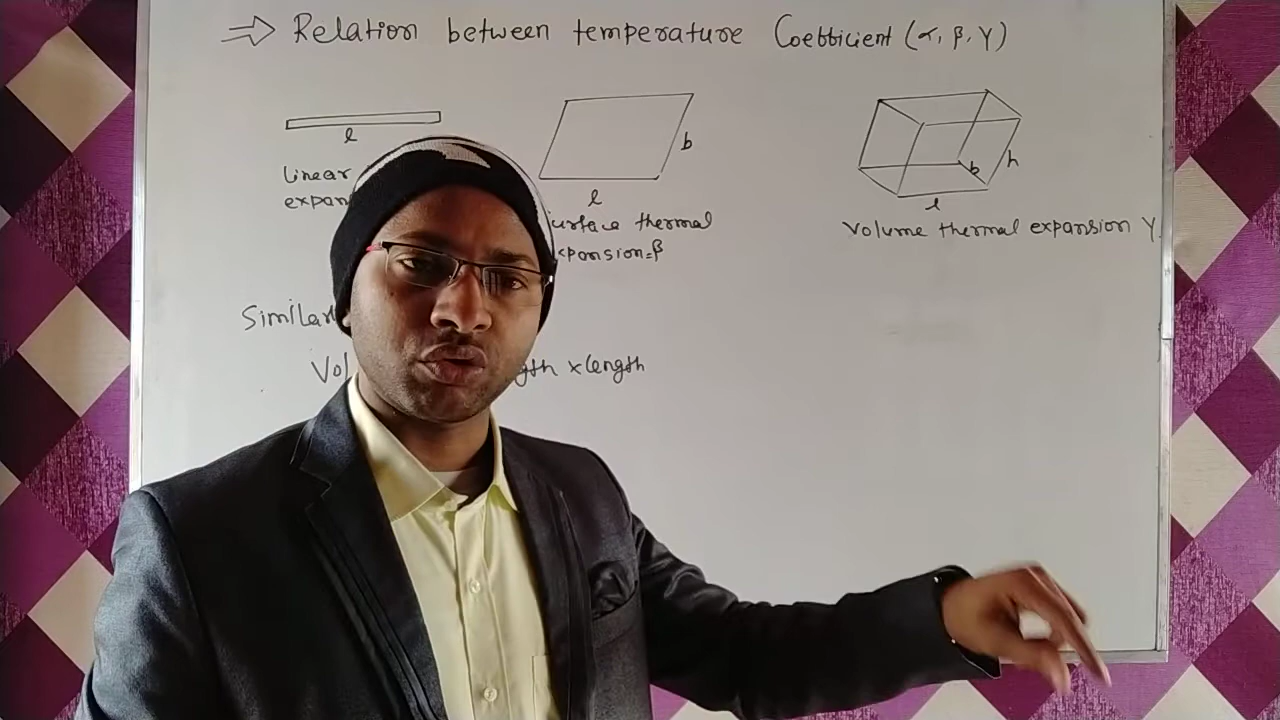 ⇒ Relation between temperature Coefficient (α, β, γ)
l
b
l
b
h
l
Linear
expan
urface thermal
xpansion=β
Volume thermal expansion γ
Similar
Vol gth × length